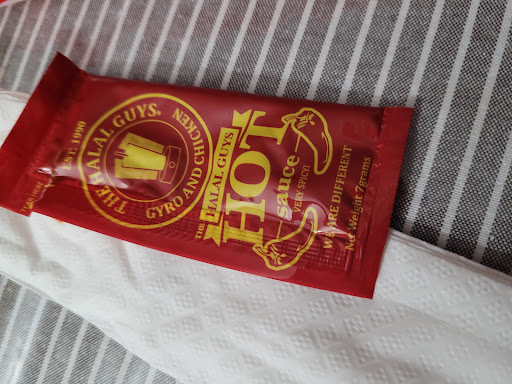 EST. 1990
THE HALAL GUYS®
GYRO AND CHICKEN
THE HALAL GUYS
HOT
sauce
VERY SPICY!
WE ARE DIFFERENT
Net Weight 7grams